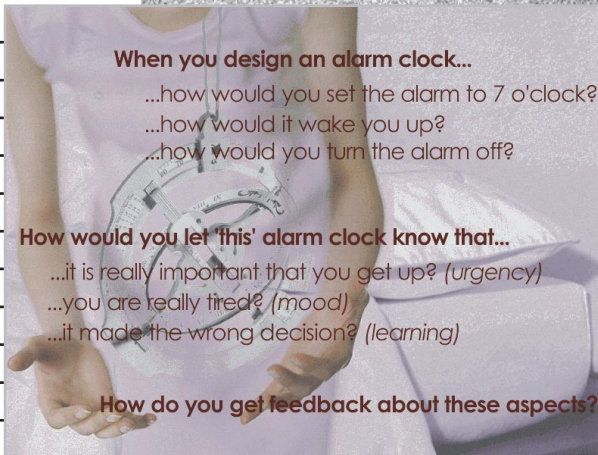 When you design an alarm clock...
...how would you set the alarm to 7 o'clock?
...how would it wake you up?
...how would you turn the alarm off?
How would you let 'this' alarm clock know that...
...it is really important that you get up? (urgency)
...you are really tired? (mood)
...it made the wrong decision? (learning)
How do you get feedback about these aspects?